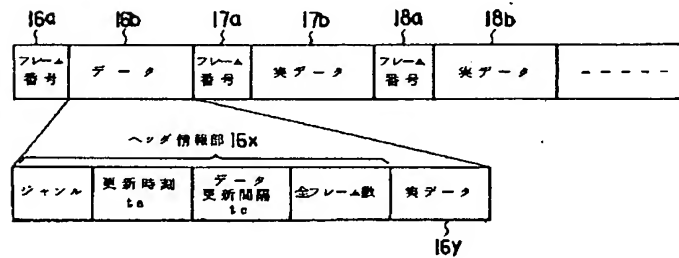 16a 16b 17a 17b 18a 18b
フレーム番号 データ フレーム番号 実データ フレーム番号 実データ -----
ヘッダ情報部 16x
ジャンル 更新時刻 ta データ更新間隔 tc 全フレーム数 実データ
16y